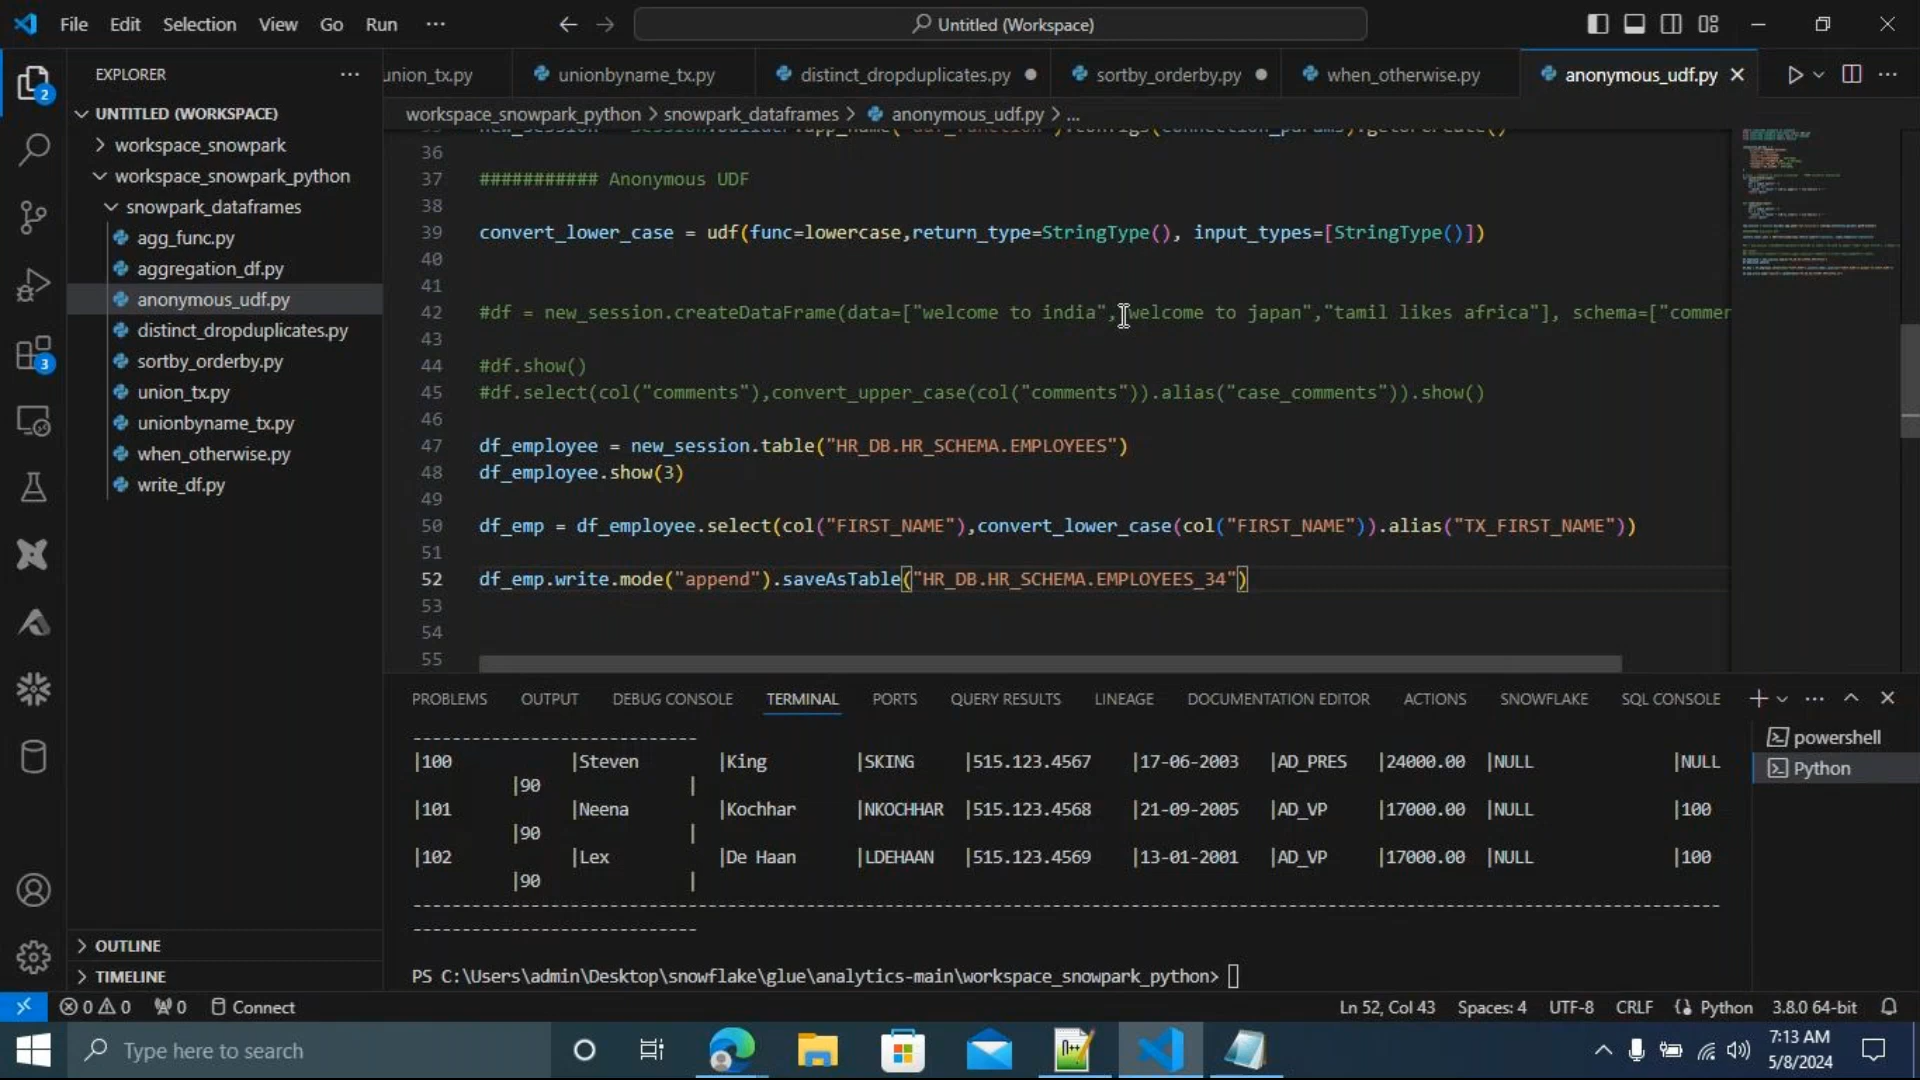 File Edit Selection View Go Run ···
Untitled (Workspace)
EXPLORER ···
union_tx.py
unionbyname_tx.py
distinct_dropduplicates.py
sortby_orderby.py
when_otherwise.py
anonymous_udf.py
UNTITLED (WORKSPACE)
workspace_snowpark
workspace_snowpark_python
snowpark_dataframes
agg_func.py
aggregation_df.py
anonymous_udf.py
distinct_dropduplicates.py
sortby_orderby.py
union_tx.py
unionbyname_tx.py
when_otherwise.py
write_df.py
OUTLINE
TIMELINE
2
3
workspace_snowpark_python > snowpark_dataframes > anonymous_udf.py > ...
36
37 ########### Anonymous UDF
38
39 convert_lower_case = udf(func=lowercase,return_type=StringType(), input_types=[StringType()])
40
41
42 #df = new_session.createDataFrame(data=["welcome to india","welcome to japan","tamil likes africa"], schema=["commer
43
44 #df.show()
45 #df.select(col("comments"),convert_upper_case(col("comments")).alias("case_comments")).show()
46
47 df_employee = new_session.table("HR_DB.HR_SCHEMA.EMPLOYEES")
48 df_employee.show(3)
49
50 df_emp = df_employee.select(col("FIRST_NAME"),convert_lower_case(col("FIRST_NAME")).alias("TX_FIRST_NAME"))
51
52 df_emp.write.mode("append").saveAsTable("HR_DB.HR_SCHEMA.EMPLOYEES_34")
53
54
55
PROBLEMS OUTPUT DEBUG CONSOLE TERMINAL PORTS QUERY RESULTS LINEAGE DOCUMENTATION EDITOR ACTIONS SNOWFLAKE SQL CONSOLE
powershell
Python
----------------------------
|100 |Steven |King |SKING |515.123.4567 |17-06-2003 |AD_PRES |24000.00 |NULL |NULL
|90 |
|101 |Neena |Kochhar |NKOCHHAR |515.123.4568 |21-09-2005 |AD_VP |17000.00 |NULL |100
|90 |
|102 |Lex |De Haan |LDEHAAN |515.123.4569 |13-01-2001 |AD_VP |17000.00 |NULL |100
|90 |
----------------------------
PS C:\Users\admin\Desktop\snowflake\glue\analytics-main\workspace_snowpark_python>
0 0 0 Connect
Ln 52, Col 43 Spaces: 4 UTF-8 CRLF Python 3.8.0 64-bit
Type here to search
7:13 AM
5/8/2024